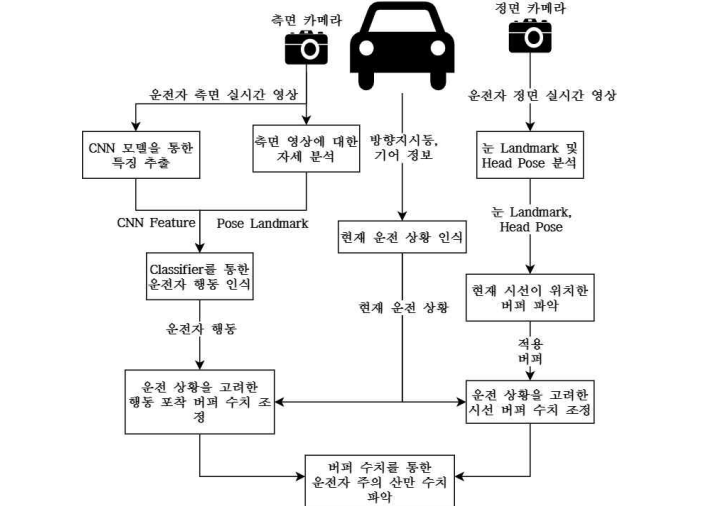 측면 카메라
정면 카메라
운전자 측면 실시간 영상
운전자 정면 실시간 영상
CNN 모델을 통한
특징 추출
측면 영상에 대한
자세 분석
방향지시등,
기어 정보
눈 Landmark 및
Head Pose 분석
CNN Feature
Pose Landmark
눈 Landmark,
Head Pose
현재 운전 상황 인식
Classifier를 통한
운전자 행동 인식
현재 시선이 위치한
버퍼 파악
현재 운전 상황
운전자 행동
적용
버퍼
운전 상황을 고려한
행동 포착 버퍼 수치 조
정
운전 상황을 고려한
시선 버퍼 수치 조정
버퍼 수치를 통한
운전자 주의 산만 수치
파악